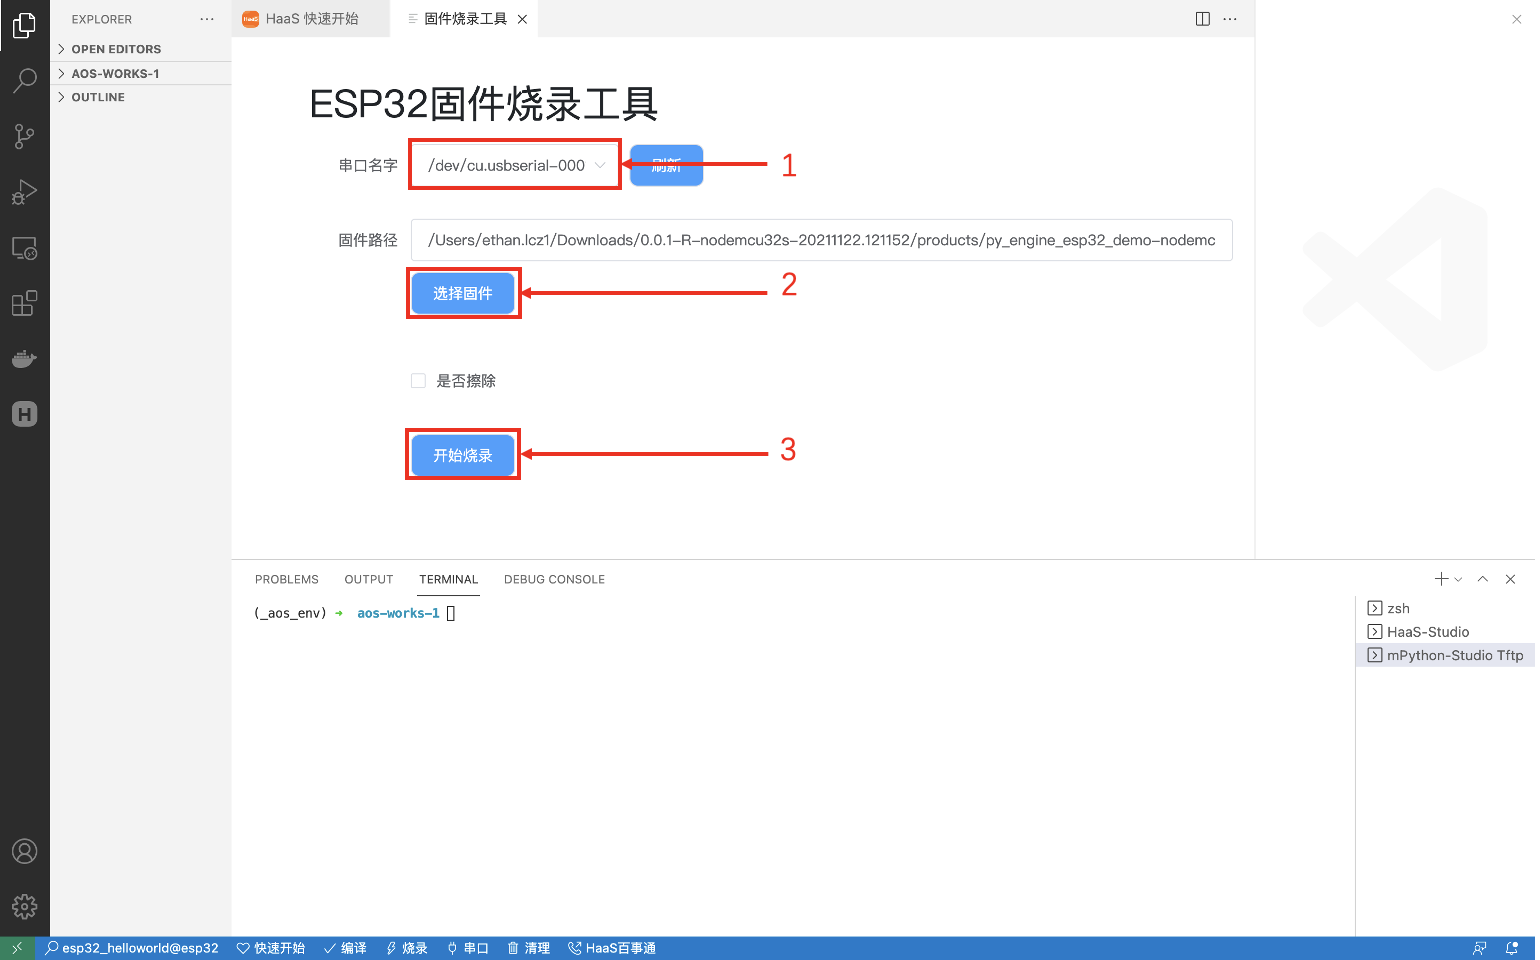 EXPLORER
HaaS 快速开始
固件烧录工具
OPEN EDITORS
AOS-WORKS-1
OUTLINE
ESP32固件烧录工具
串口名字
/dev/cu.usbserial-000
刷新
1
固件路径
/Users/ethan.lcz1/Downloads/0.0.1-R-nodemcu32s-20211122.121152/products/py_engine_esp32_demo-nodemc
选择固件
2
是否擦除
开始烧录
3
PROBLEMS
OUTPUT
TERMINAL
DEBUG CONSOLE
(_aos_env) ➜ aos-works-1
zsh
HaaS-Studio
mPython-Studio Tftp
esp32_helloworld@esp32
快速开始
编译
烧录
串口
清理
HaaS百事通